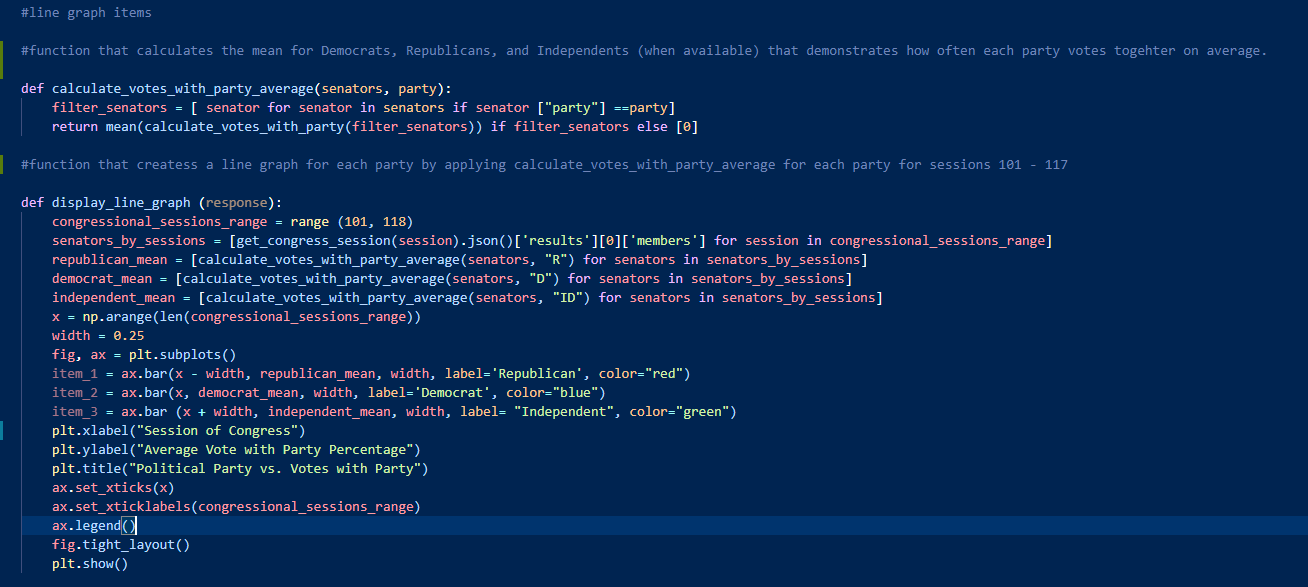 #line graph items
#function that calculates the mean for Democrats, Republicans, and Independents (when available) that demonstrates how often each party votes togehter on average.
def calculate_votes_with_party_average(senators, party):
    filter_senators = [ senator for senator in senators if senator ["party"] ==party]
    return mean(calculate_votes_with_party(filter_senators)) if filter_senators else [0]
#function that createss a line graph for each party by applying calculate_votes_with_party_average for each party for sessions 101 - 117
def display_line_graph (response):
    congressional_sessions_range = range (101, 118)
    senators_by_sessions = [get_congress_session(session).json()['results'][0]['members'] for session in congressional_sessions_range]
    republican_mean = [calculate_votes_with_party_average(senators, "R") for senators in senators_by_sessions]
    democrat_mean = [calculate_votes_with_party_average(senators, "D") for senators in senators_by_sessions]
    independent_mean = [calculate_votes_with_party_average(senators, "ID") for senators in senators_by_sessions]
    x = np.arange(len(congressional_sessions_range))
    width = 0.25
    fig, ax = plt.subplots()
    item_1 = ax.bar(x - width, republican_mean, width, label='Republican', color="red")
    item_2 = ax.bar(x, democrat_mean, width, label='Democrat', color="blue")
    item_3 = ax.bar (x + width, independent_mean, width, label= "Independent", color="green")
    plt.xlabel("Session of Congress")
    plt.ylabel("Average Vote with Party Percentage")
    plt.title("Political Party vs. Votes with Party")
    ax.set_xticks(x)
    ax.set_xticklabels(congressional_sessions_range)
    ax.legend()
    fig.tight_layout()
    plt.show()